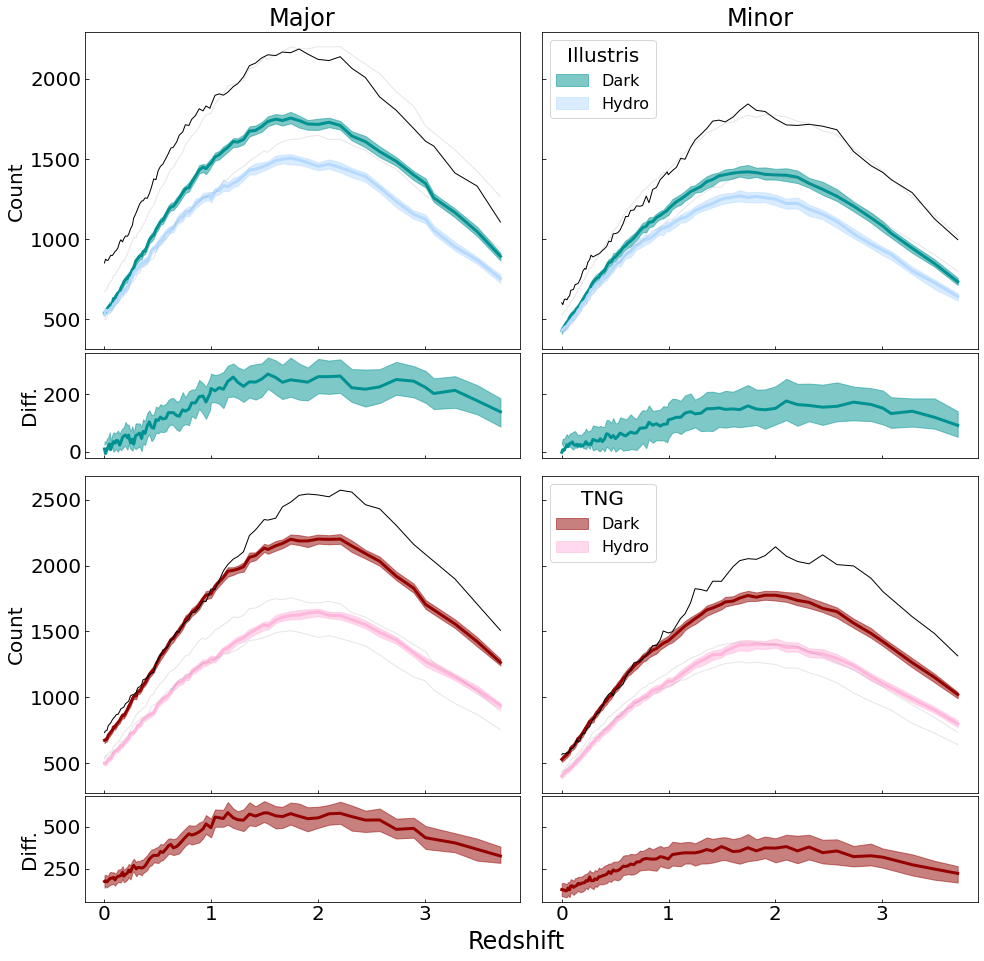 Major
Minor
Count
2000
1500
1000
500
Illustris
Dark
Hydro
Diff.
200
0
Count
2500
2000
1500
1000
500
TNG
Dark
Hydro
Diff.
500
250
0 1 2 3
0 1 2 3
Redshift